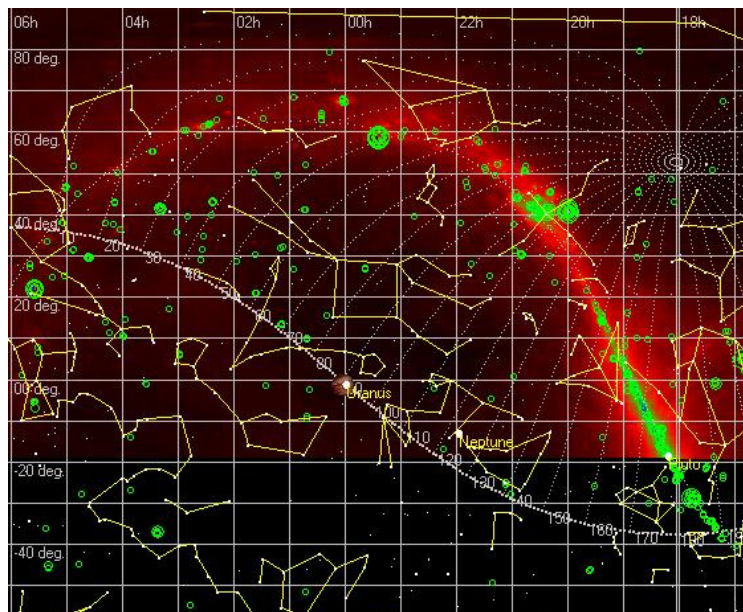 06h 04h 02h 00h 22h 20h 18h
80 deg.
60 deg.
40 deg.
20
30
40
50
20 deg.
60
70
80
00 deg.
Uranus
100
110
Neptune
120
-20 deg.
130
Pluto
140
150
160
170
-40 deg.